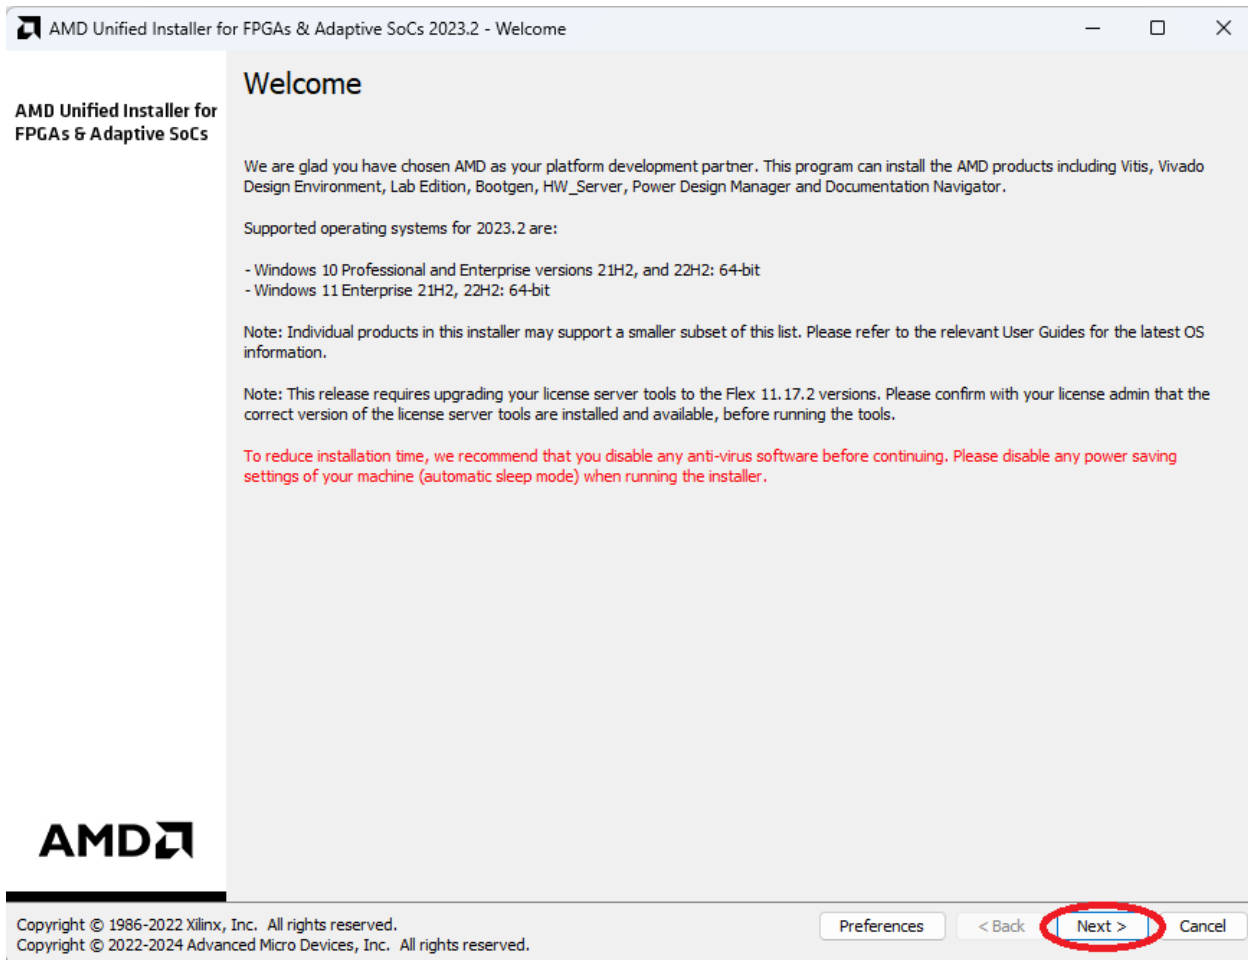 AMD Unified Installer for FPGAs & Adaptive SoCs 2023.2 - Welcome
AMD Unified Installer for
FPGAs & Adaptive SoCs
Welcome
We are glad you have chosen AMD as your platform development partner. This program can install the AMD products including Vitis, Vivado
Design Environment, Lab Edition, Bootgen, HW_Server, Power Design Manager and Documentation Navigator.
Supported operating systems for 2023.2 are:
- Windows 10 Professional and Enterprise versions 21H2, and 22H2: 64-bit
- Windows 11 Enterprise 21H2, 22H2: 64-bit
Note: Individual products in this installer may support a smaller subset of this list. Please refer to the relevant User Guides for the latest OS
information.
Note: This release requires upgrading your license server tools to the Flex 11.17.2 versions. Please confirm with your license admin that the
correct version of the license server tools are installed and available, before running the tools.
To reduce installation time, we recommend that you disable any anti-virus software before continuing. Please disable any power saving
settings of your machine (automatic sleep mode) when running the installer.
AMD
Copyright © 1986-2022 Xilinx, Inc. All rights reserved.
Copyright © 2022-2024 Advanced Micro Devices, Inc. All rights reserved.
Preferences < Back Next > Cancel